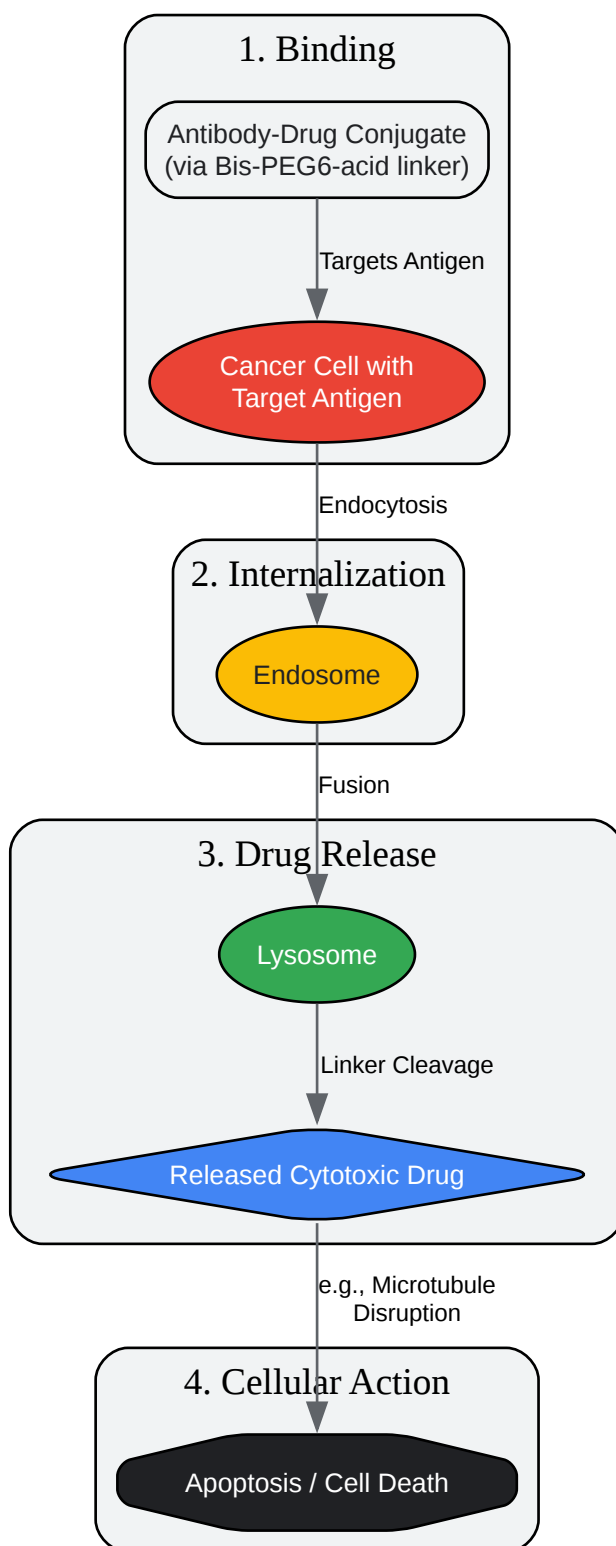 1. Binding
Antibody-Drug Conjugate
(via Bis-PEG6-acid linker)
Targets Antigen
Cancer Cell with
Target Antigen
Endocytosis
2. Internalization
Endosome
Fusion
3. Drug Release
Lysosome
Linker Cleavage
Released Cytotoxic Drug
e.g., Microtubule
Disruption
4. Cellular Action
Apoptosis / Cell Death